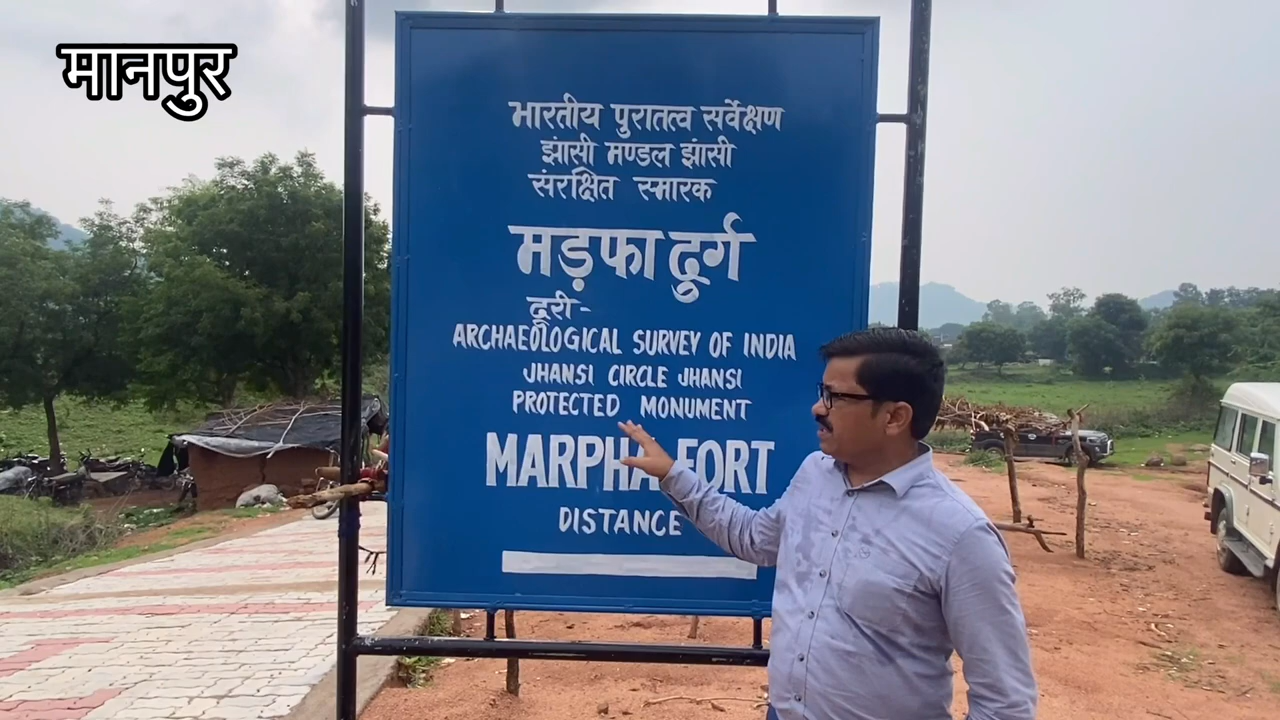 मानपुर
भारतीय पुरातत्व सर्वेक्षण
झांसी मण्डल झांसी
संरक्षित स्मारक
मड़फा दुर्ग
दूरी-
ARCHAEOLOGICAL SURVEY OF INDIA
JHANSI CIRCLE JHANSI
PROTECTED MONUMENT
MARPHA FORT
DISTANCE